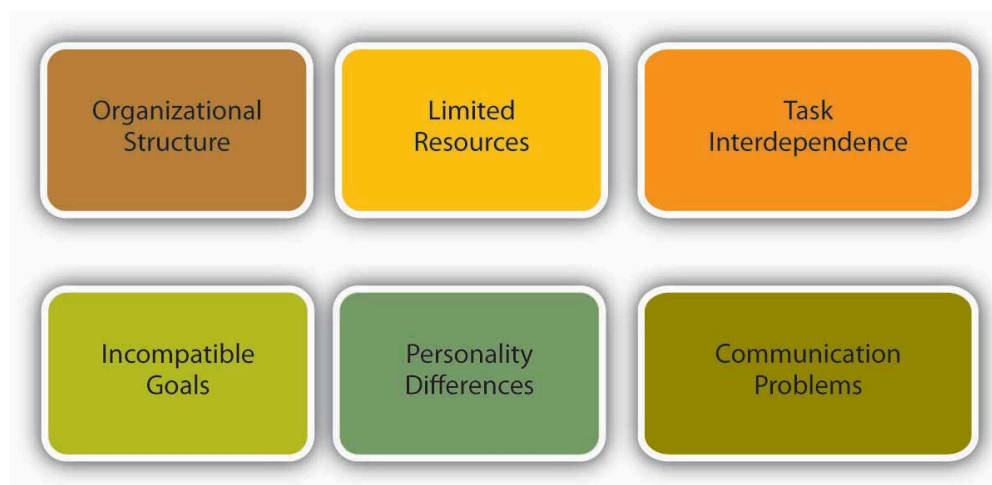 Organizational
Structure
Limited
Resources
Task
Interdependence
Incompatible
Goals
Personality
Differences
Communication
Problems